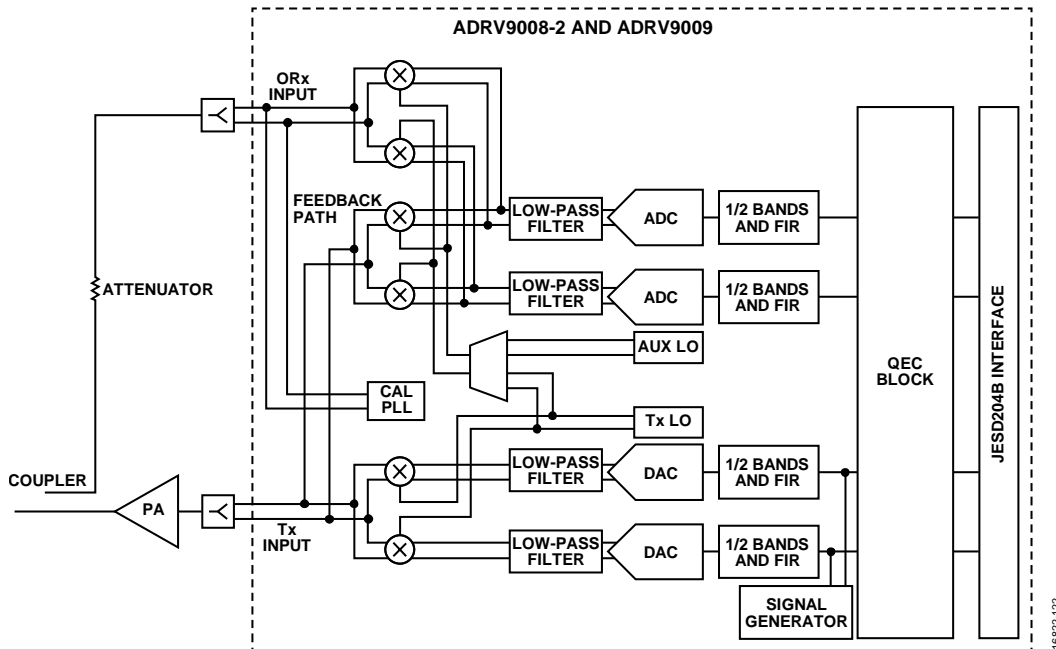 ADRV9008-2 AND ADRV9009
ORx
INPUT
FEEDBACK
PATH
LOW-PASS
FILTER
ADC
1/2 BANDS
AND FIR
ATTENUATOR
LOW-PASS
FILTER
ADC
1/2 BANDS
AND FIR
AUX LO
QEC
BLOCK
JESD204B INTERFACE
CAL
PLL
Tx LO
COUPLER
PA
Tx
INPUT
LOW-PASS
FILTER
DAC
1/2 BANDS
AND FIR
LOW-PASS
FILTER
DAC
1/2 BANDS
AND FIR
SIGNAL
GENERATOR
16822-122